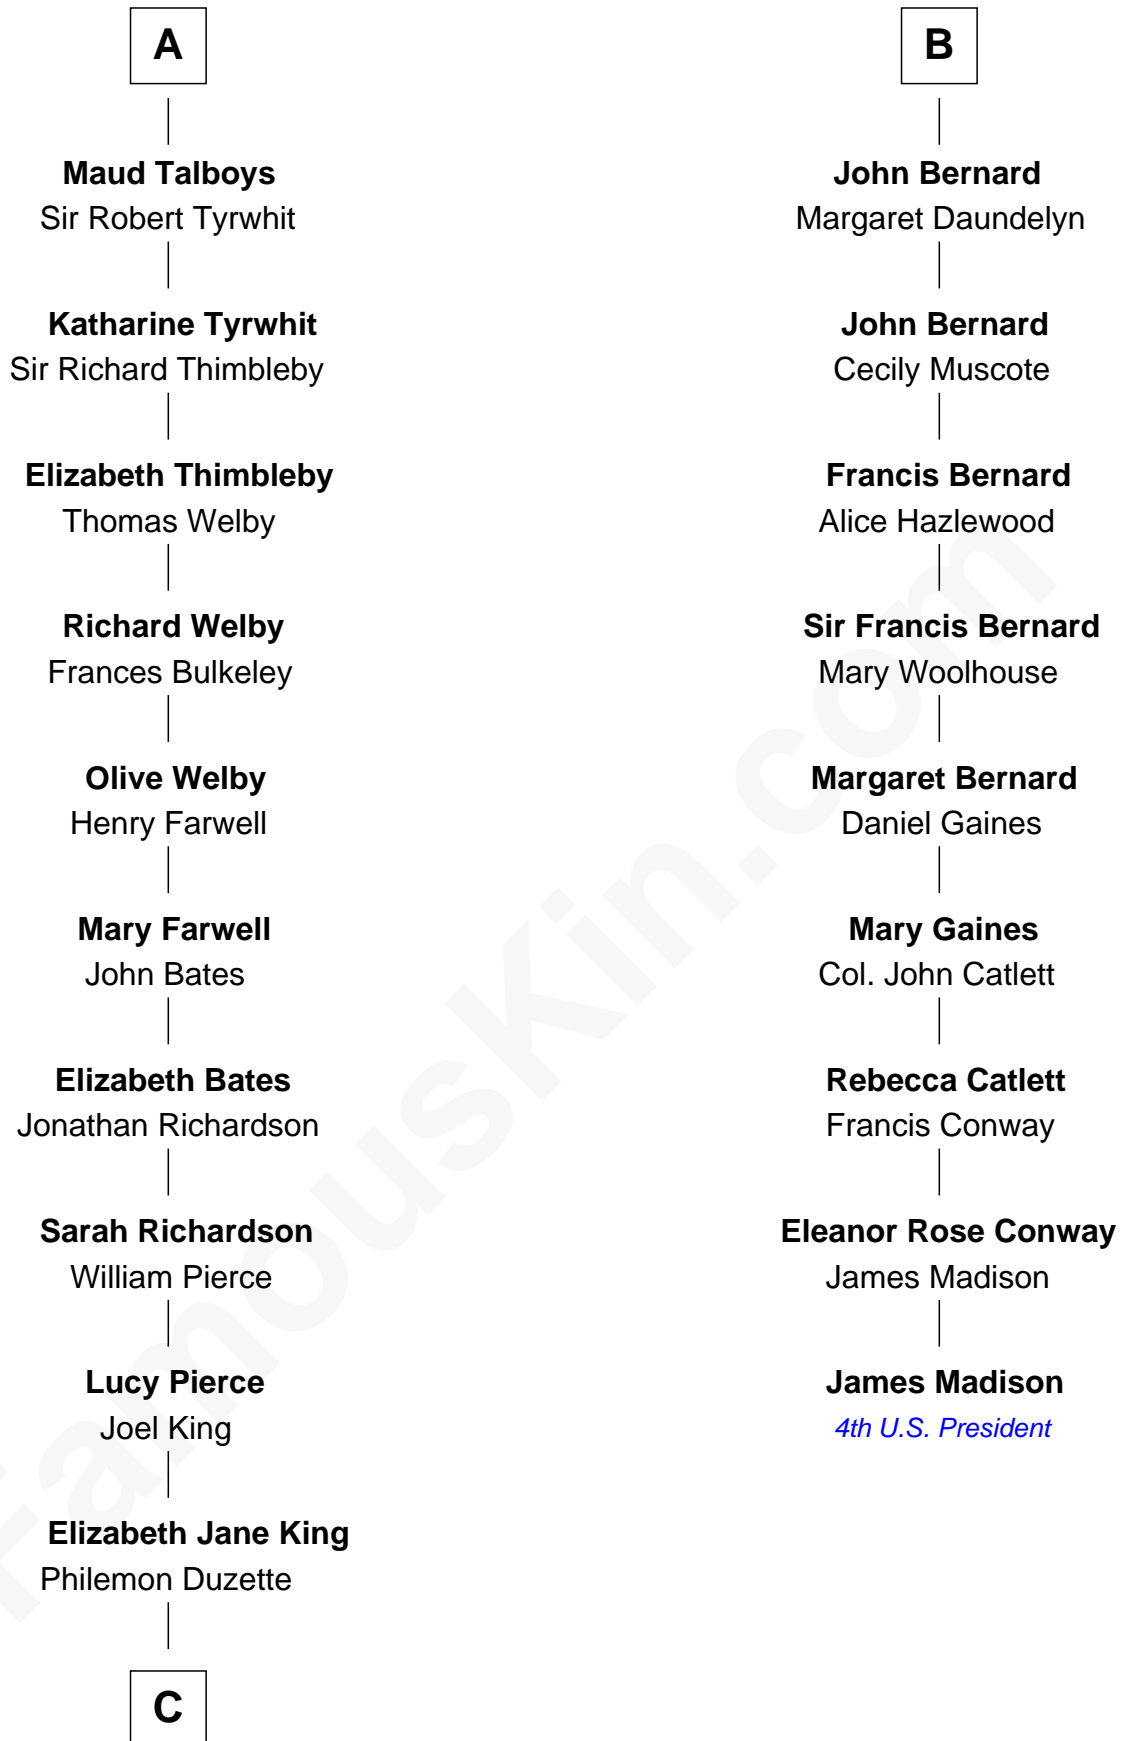 A
Maud Talboys
Sir Robert Tyrwhit
Katharine Tyrwhit
Sir Richard Thimbleby
Elizabeth Thimbleby
Thomas Welby
Richard Welby
Frances Bulkeley
Olive Welby
Henry Farwell
Mary Farwell
John Bates
Elizabeth Bates
Jonathan Richardson
Sarah Richardson
William Pierce
Lucy Pierce
Joel King
Elizabeth Jane King
Philemon Duzette
C
B
John Bernard
Margaret Daundelyn
John Bernard
Cecily Muscote
Francis Bernard
Alice Hazlewood
Sir Francis Bernard
Mary Woolhouse
Margaret Bernard
Daniel Gaines
Mary Gaines
Col. John Catlett
Rebecca Catlett
Francis Conway
Eleanor Rose Conway
James Madison
James Madison
4th U.S. President
FamousKin.com